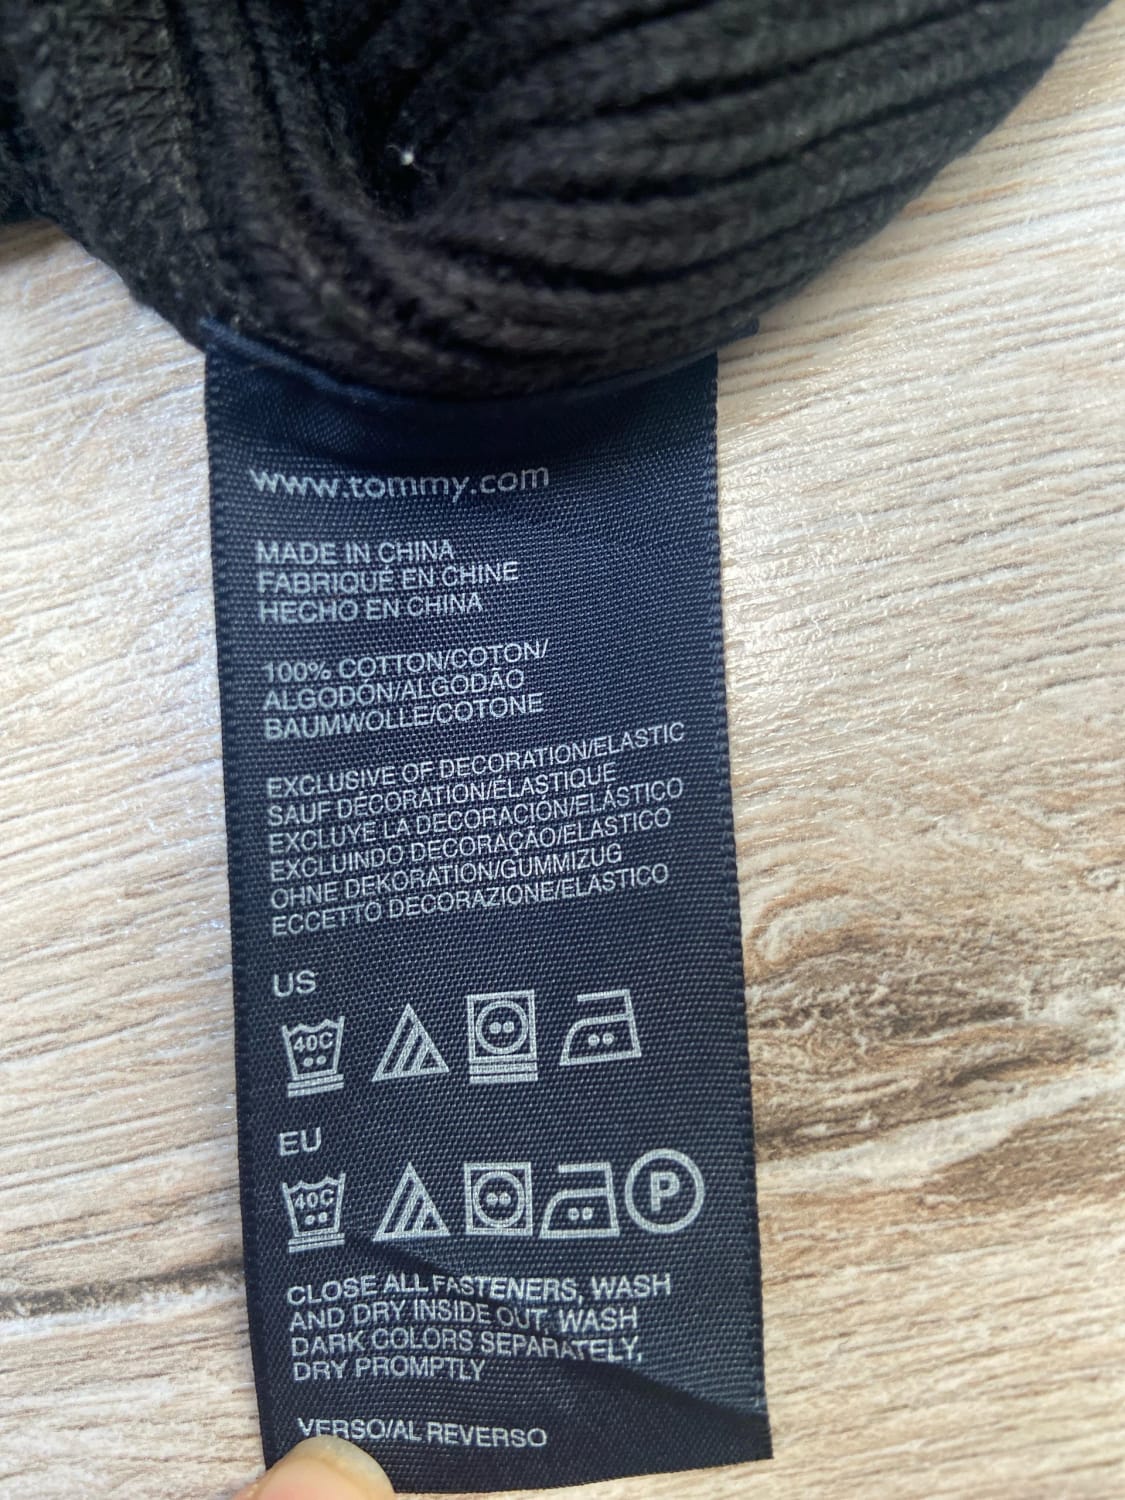 www.tommy.com
MADE IN CHINA
FABRIQUÉ EN CHINE
HECHO EN CHINA
100% COTTON/COTON/
ALGODÓN/ALGODÃO
BAUMWOLLE/COTONE
EXCLUSIVE OF DECORATION/ELASTIC
SAUF DÉCORATION/ÉLASTIQUE
EXCLUYE LA DECORACIÓN/ELÁSTICO
EXCLUINDO DECORAÇÃO/ELÁSTICO
OHNE DEKORATION/GUMMIZUG
ECCETTO DECORAZIONE/ELASTICO
US
40C
EU
40C P
CLOSE ALL FASTENERS, WASH
AND DRY INSIDE OUT, WASH
DARK COLORS SEPARATELY,
DRY PROMPTLY
VERSO/AL REVERSO